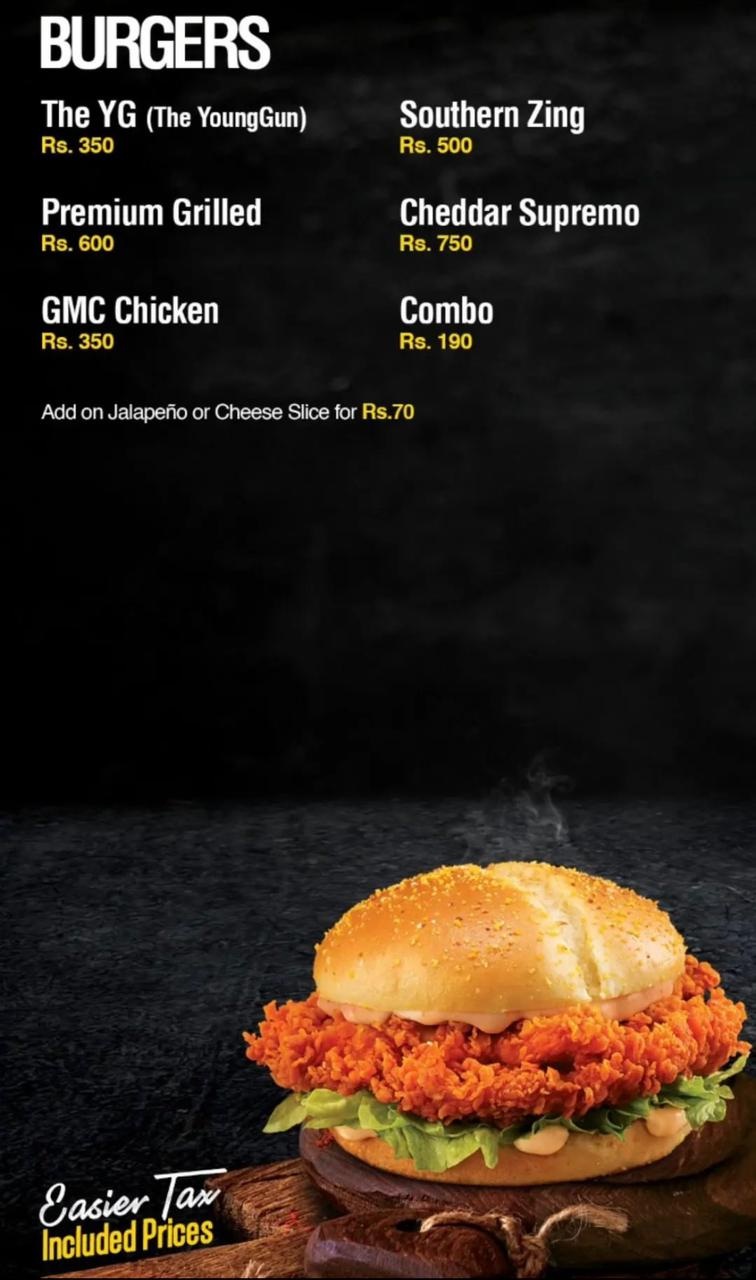 BURGERS
The YG (The YoungGun)
Rs. 350
Southern Zing
Rs. 500
Premium Grilled
Rs. 600
Cheddar Supremo
Rs. 750
GMC Chicken
Rs. 350
Combo
Rs. 190
Add on Jalapeño or Cheese Slice for Rs.70
Easier Tax
Included Prices